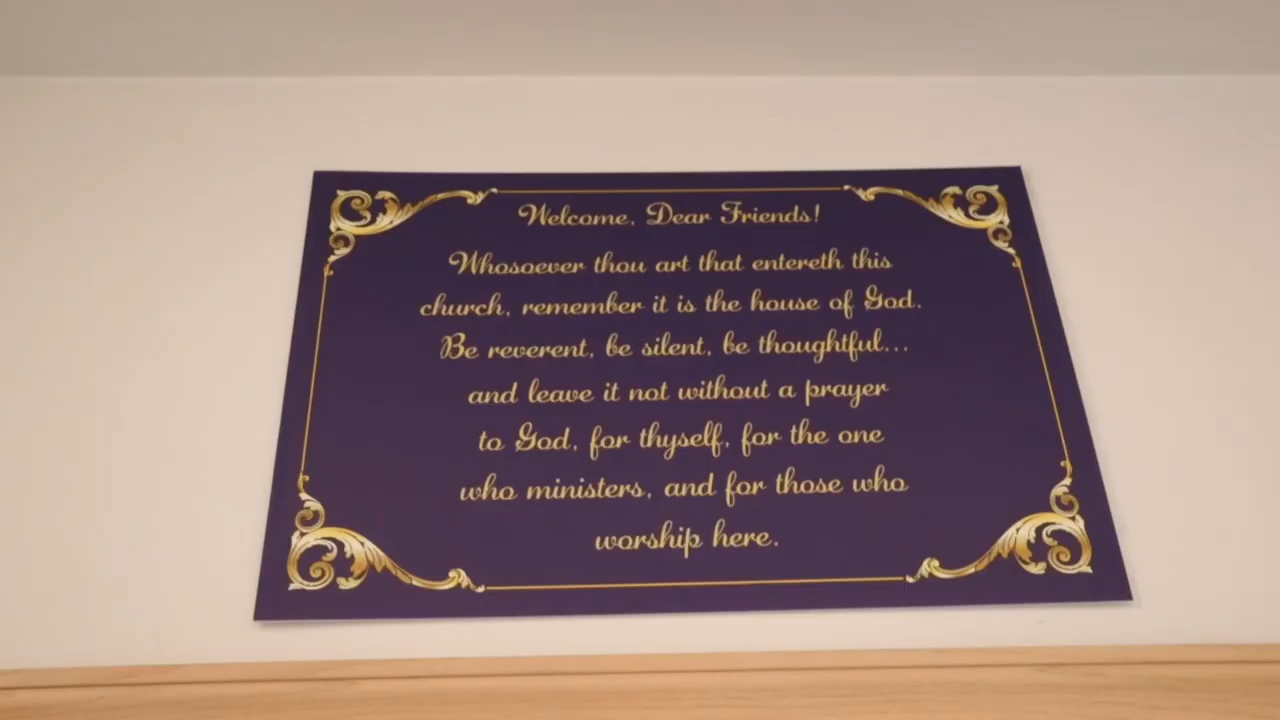 Welcome, Dear Friends!
Whosoever thou art that entereth this
church, remember it is the house of God.
Be reverent, be silent, be thoughtful...
and leave it not without a prayer
to God, for thyself, for the one
who ministers, and for those who
worship here.